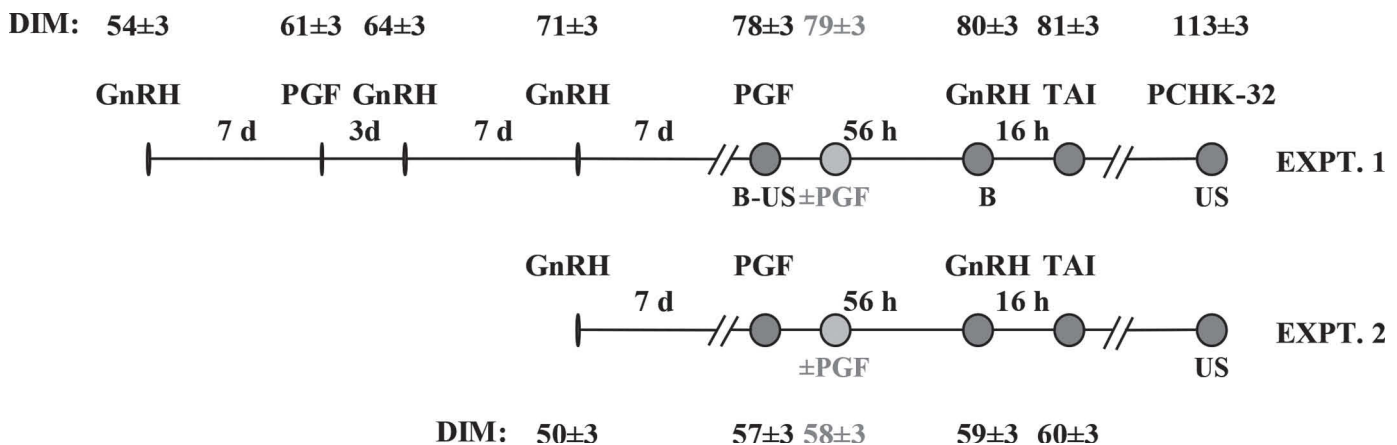 DIM: 54±3 61±3 64±3 71±3 78±3 79±3 80±3 81±3 113±3
GnRH PGF GnRH GnRH PGF GnRH TAI PCHK-32
7 d 3d 7 d 7 d 56 h 16 h
EXPT. 1
B-US ±PGF B US
GnRH PGF GnRH TAI
7 d 56 h 16 h
EXPT. 2
±PGF US
DIM: 50±3 57±3 58±3 59±3 60±3